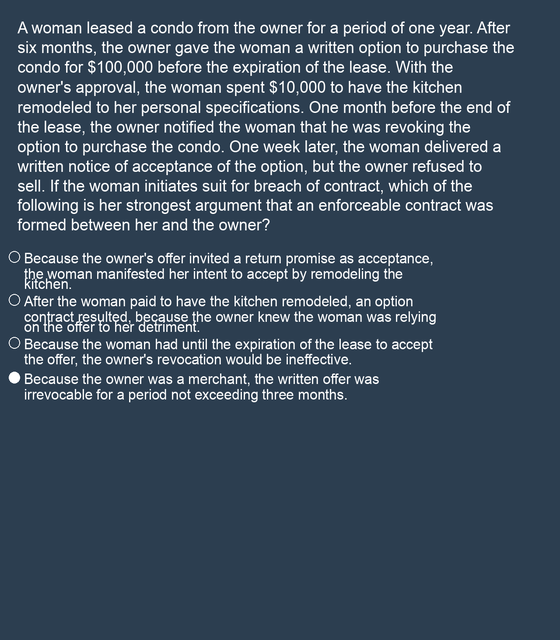 A woman leased a condo from the owner for a period of one year. After
six months, the owner gave the woman a written option to purchase the
condo for $100,000 before the expiration of the lease. With the
owner's approval, the woman spent $10,000 to have the kitchen
remodeled to her personal specifications. One month before the end of
the lease, the owner notified the woman that he was revoking the
option to purchase the condo. One week later, the woman delivered a
written notice of acceptance of the option, but the owner refused to
sell. If the woman initiates suit for breach of contract, which of the
following is her strongest argument that an enforceable contract was
formed between her and the owner?
Because the owner's offer invited a return promise as acceptance,
the woman manifested her intent to accept by remodeling the
kitchen.
After the woman paid to have the kitchen remodeled, an option
contract resulted, because the owner knew the woman was relying
on the offer to her detriment.
Because the woman had until the expiration of the lease to accept
the offer, the owner's revocation would be ineffective.
Because the owner was a merchant, the written offer was
irrevocable for a period not exceeding three months.